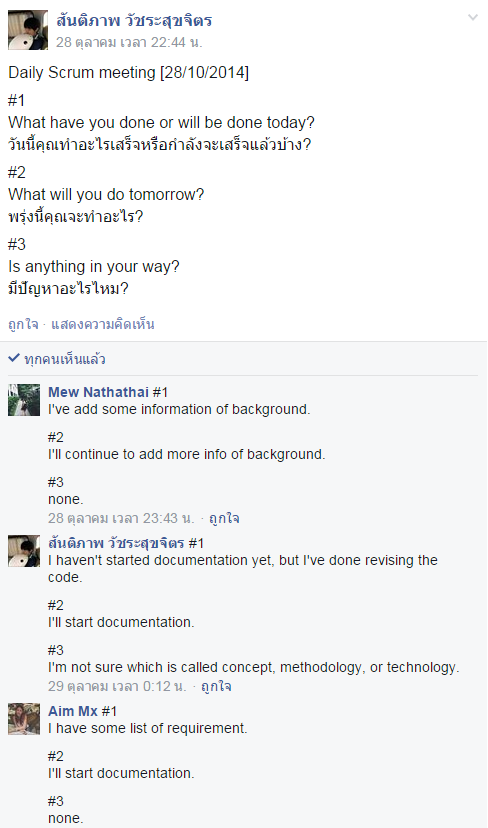 สันติภาพ วัชระสุขจิตร
28 ตุลาคม เวลา 22:44 น.
Daily Scrum meeting [28/10/2014]
#1
What have you done or will be done today?
วันนี้คุณทำอะไรเสร็จหรือกำลังจะเสร็จแล้วบ้าง?
#2
What will you do tomorrow?
พรุ่งนี้คุณจะทำอะไร?
#3
Is anything in your way?
มีปัญหาอะไรไหม?
ถูกใจ · แสดงความคิดเห็น
ทุกคนเห็นแล้ว
Mew Nathathai #1
I've add some information of background.
#2
I'll continue to add more info of background.
#3
none.
28 ตุลาคม เวลา 23:43 น. · ถูกใจ
สันติภาพ วัชระสุขจิตร #1
I haven't started documentation yet, but I've done revising the
code.
#2
I'll start documentation.
#3
I'm not sure which is called concept, methodology, or technology.
29 ตุลาคม เวลา 0:12 น. · ถูกใจ
Aim Mx #1
I have some list of requirement.
#2
I'll start documentation.
#3
none.